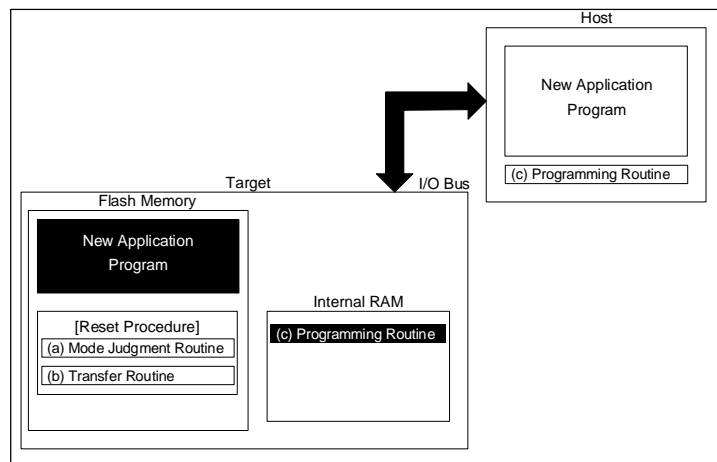 Host
New Application
Program
(c) Programming Routine
Target
I/O Bus
Flash Memory
New Application
Program
[Reset Procedure]
(a) Mode Judgment Routine
(b) Transfer Routine
Internal RAM
(c) Programming Routine